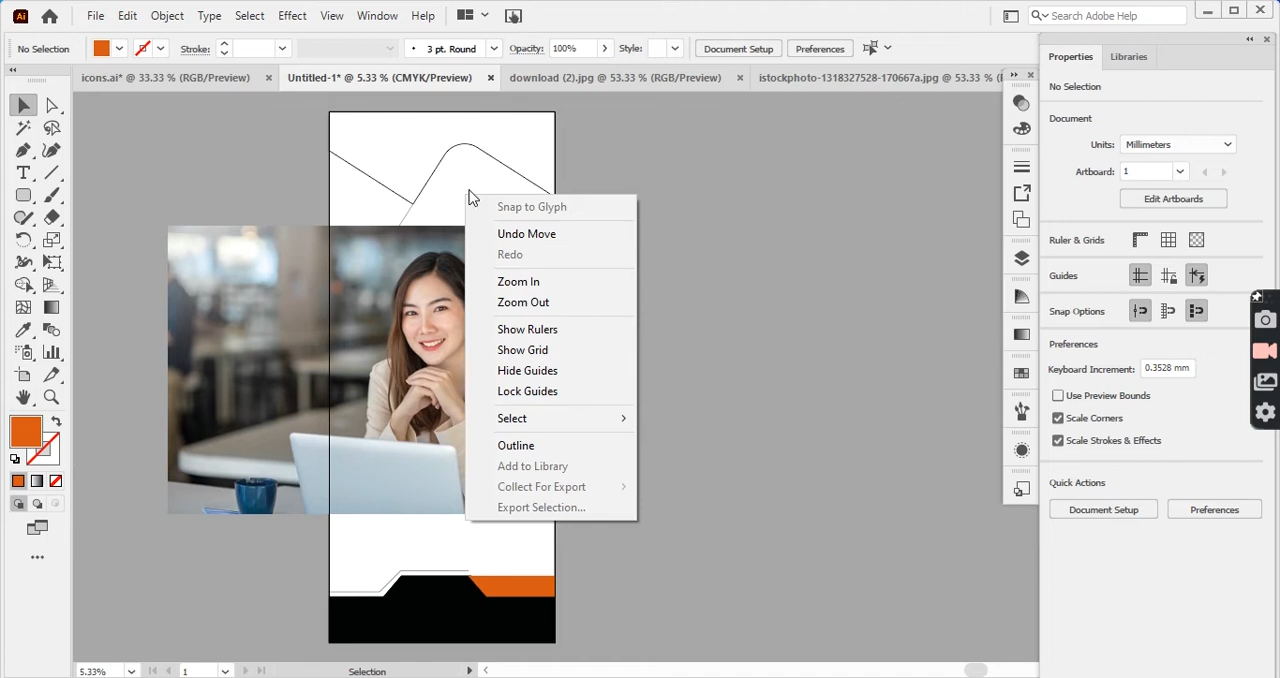 Ai File Edit Object Type Select Effect View Window Help Search Adobe Help
No Selection Stroke: 3 pt. Round Opacity: 100% Style: Document Setup Preferences
icons.ai* @ 33.33 % (RGB/Preview) Untitled-1* @ 5.33 % (CMYK/Preview) download (2).jpg @ 53.33 % (RGB/Preview) istockphoto-1318327528-170667a.jpg @ 53.33 %
Properties Libraries
No Selection
Document
Units: Millimeters
Artboard: 1
Edit Artboards
Ruler & Grids
Guides
Snap Options
Preferences
Keyboard Increment: 0.3528 mm
Use Preview Bounds
Scale Corners
Scale Strokes & Effects
Quick Actions
Document Setup Preferences
Snap to Glyph
Undo Move
Redo
Zoom In
Zoom Out
Show Rulers
Show Grid
Hide Guides
Lock Guides
Select
Outline
Add to Library
Collect For Export
Export Selection...
5.33% 1 Selection